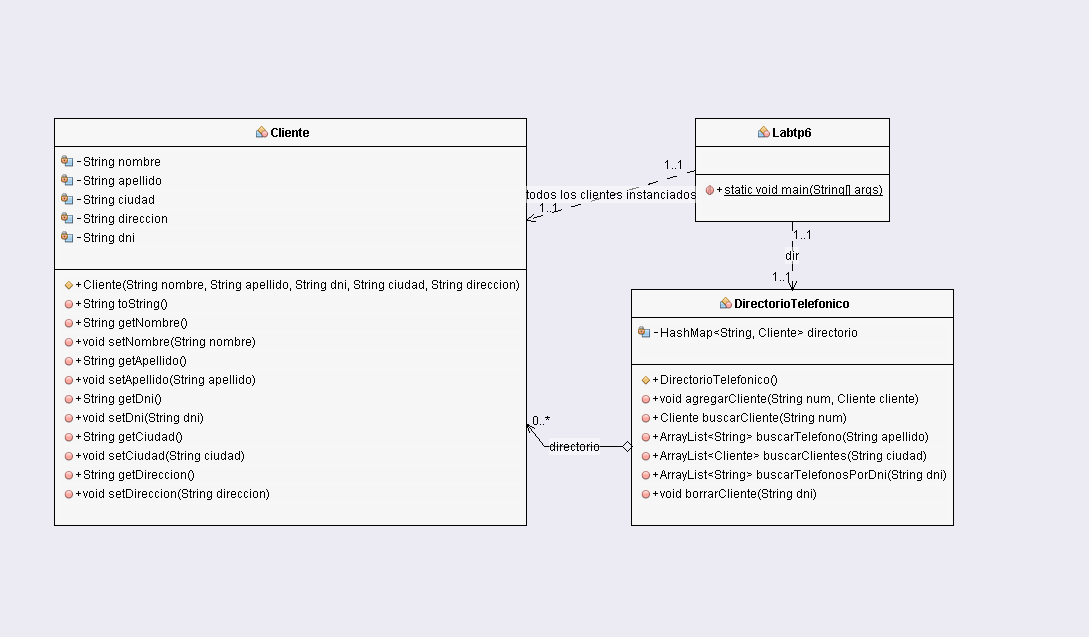 Cliente
- String nombre
- String apellido
- String ciudad
- String direccion
- String dni
+ Cliente(String nombre, String apellido, String dni, String ciudad, String direccion)
+ String toString()
+ String getNombre()
+ void setNombre(String nombre)
+ String getApellido()
+ void setApellido(String apellido)
+ String getDni()
+ void setDni(String dni)
+ String getCiudad()
+ void setCiudad(String ciudad)
+ String getDireccion()
+ void setDireccion(String direccion)
Labtp6
+ static void main(String[] args)
1..1
todos los clientes instanciados
1..1
1..1
dir
1..1
DirectorioTelefonico
- HashMap<String, Cliente> directorio
+ DirectorioTelefonico()
+ void agregarCliente(String num, Cliente cliente)
+ Cliente buscarCliente(String num)
+ ArrayList<String> buscarTelefono(String apellido)
+ ArrayList<Cliente> buscarClientes(String ciudad)
+ ArrayList<String> buscarTelefonosPorDni(String dni)
+ void borrarCliente(String dni)
0..*
directorio